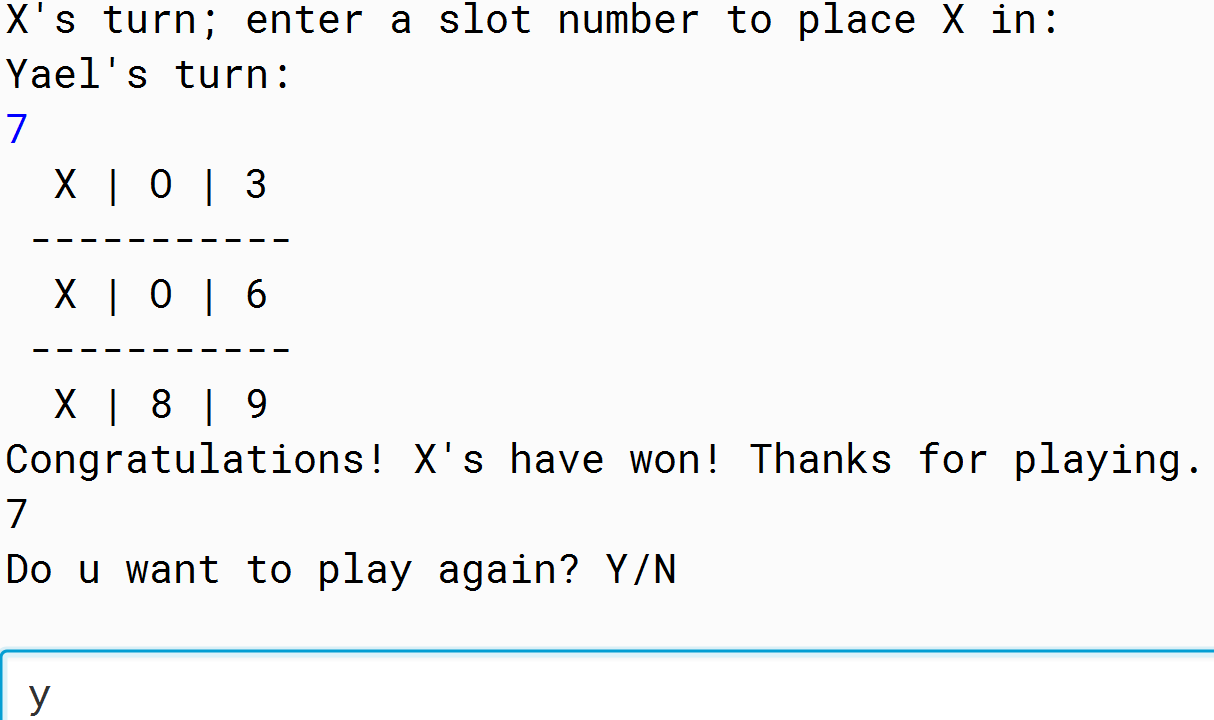 X's turn; enter a slot number to place X in:
Yael's turn:
7
X | O | 3
-----------
X | O | 6
-----------
X | 8 | 9
Congratulations! X's have won! Thanks for playing.
7
Do u want to play again? Y/N
y